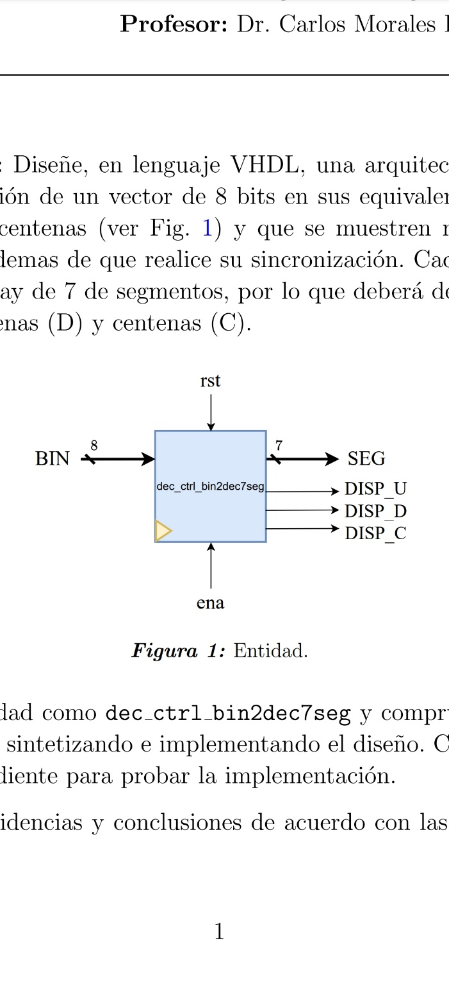 Profesor: Dr. Carlos Morales
: Diseñe, en lenguaje VHDL, una arquitec
ión de un vector de 8 bits en sus equivaler
centenas (ver Fig. 1) y que se muestren
demas de que realice su sincronización. Cad
ay de 7 de segmentos, por lo que deberá de
enas (D) y centenas (C).
rst
8
7
BIN
SEG
dec_ctrl_bin2dec7seg
DISP_U
DISP_D
DISP_C
ena
Figura 1: Entidad.
dad como dec_ctrl_bin2dec7seg y compr
sintetizando e implementando el diseño. C
diente para probar la implementación.
idencias y conclusiones de acuerdo con las
1